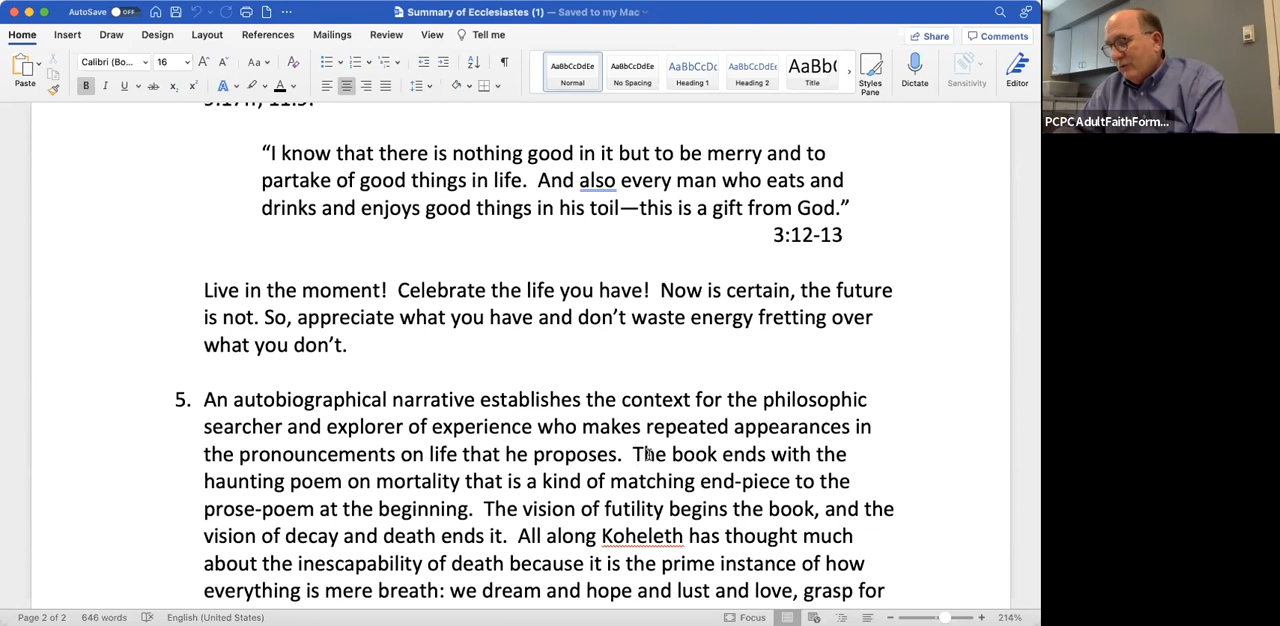 AutoSave OFF Summary of Ecclesiastes (1) — Saved to my Mac
Home Insert Draw Design Layout References Mailings Review View Tell me Share Comments
Paste Calibri (Bo... 16 A A Aa A
B I U ab x₂ x² A A
AaBbCcDdEe AaBbCcDdEe AaBbCcDc AaBbCcDdEe AaBb(
Normal No Spacing Heading 1 Heading 2 Title Styles Pane Dictate Sensitivity Editor
PCPC AdultFaithForm...
“I know that there is nothing good in it but to be merry and to
partake of good things in life. And also every man who eats and
drinks and enjoys good things in his toil—this is a gift from God.”
3:12-13
Live in the moment! Celebrate the life you have! Now is certain, the future
is not. So, appreciate what you have and don’t waste energy fretting over
what you don’t.
5. An autobiographical narrative establishes the context for the philosophic
searcher and explorer of experience who makes repeated appearances in
the pronouncements on life that he proposes. The book ends with the
haunting poem on mortality that is a kind of matching end-piece to the
prose-poem at the beginning. The vision of futility begins the book, and the
vision of decay and death ends it. All along Koheleth has thought much
about the inescapability of death because it is the prime instance of how
everything is mere breath: we dream and hope and lust and love, grasp for
Page 2 of 2 646 words English (United States) Focus 214%